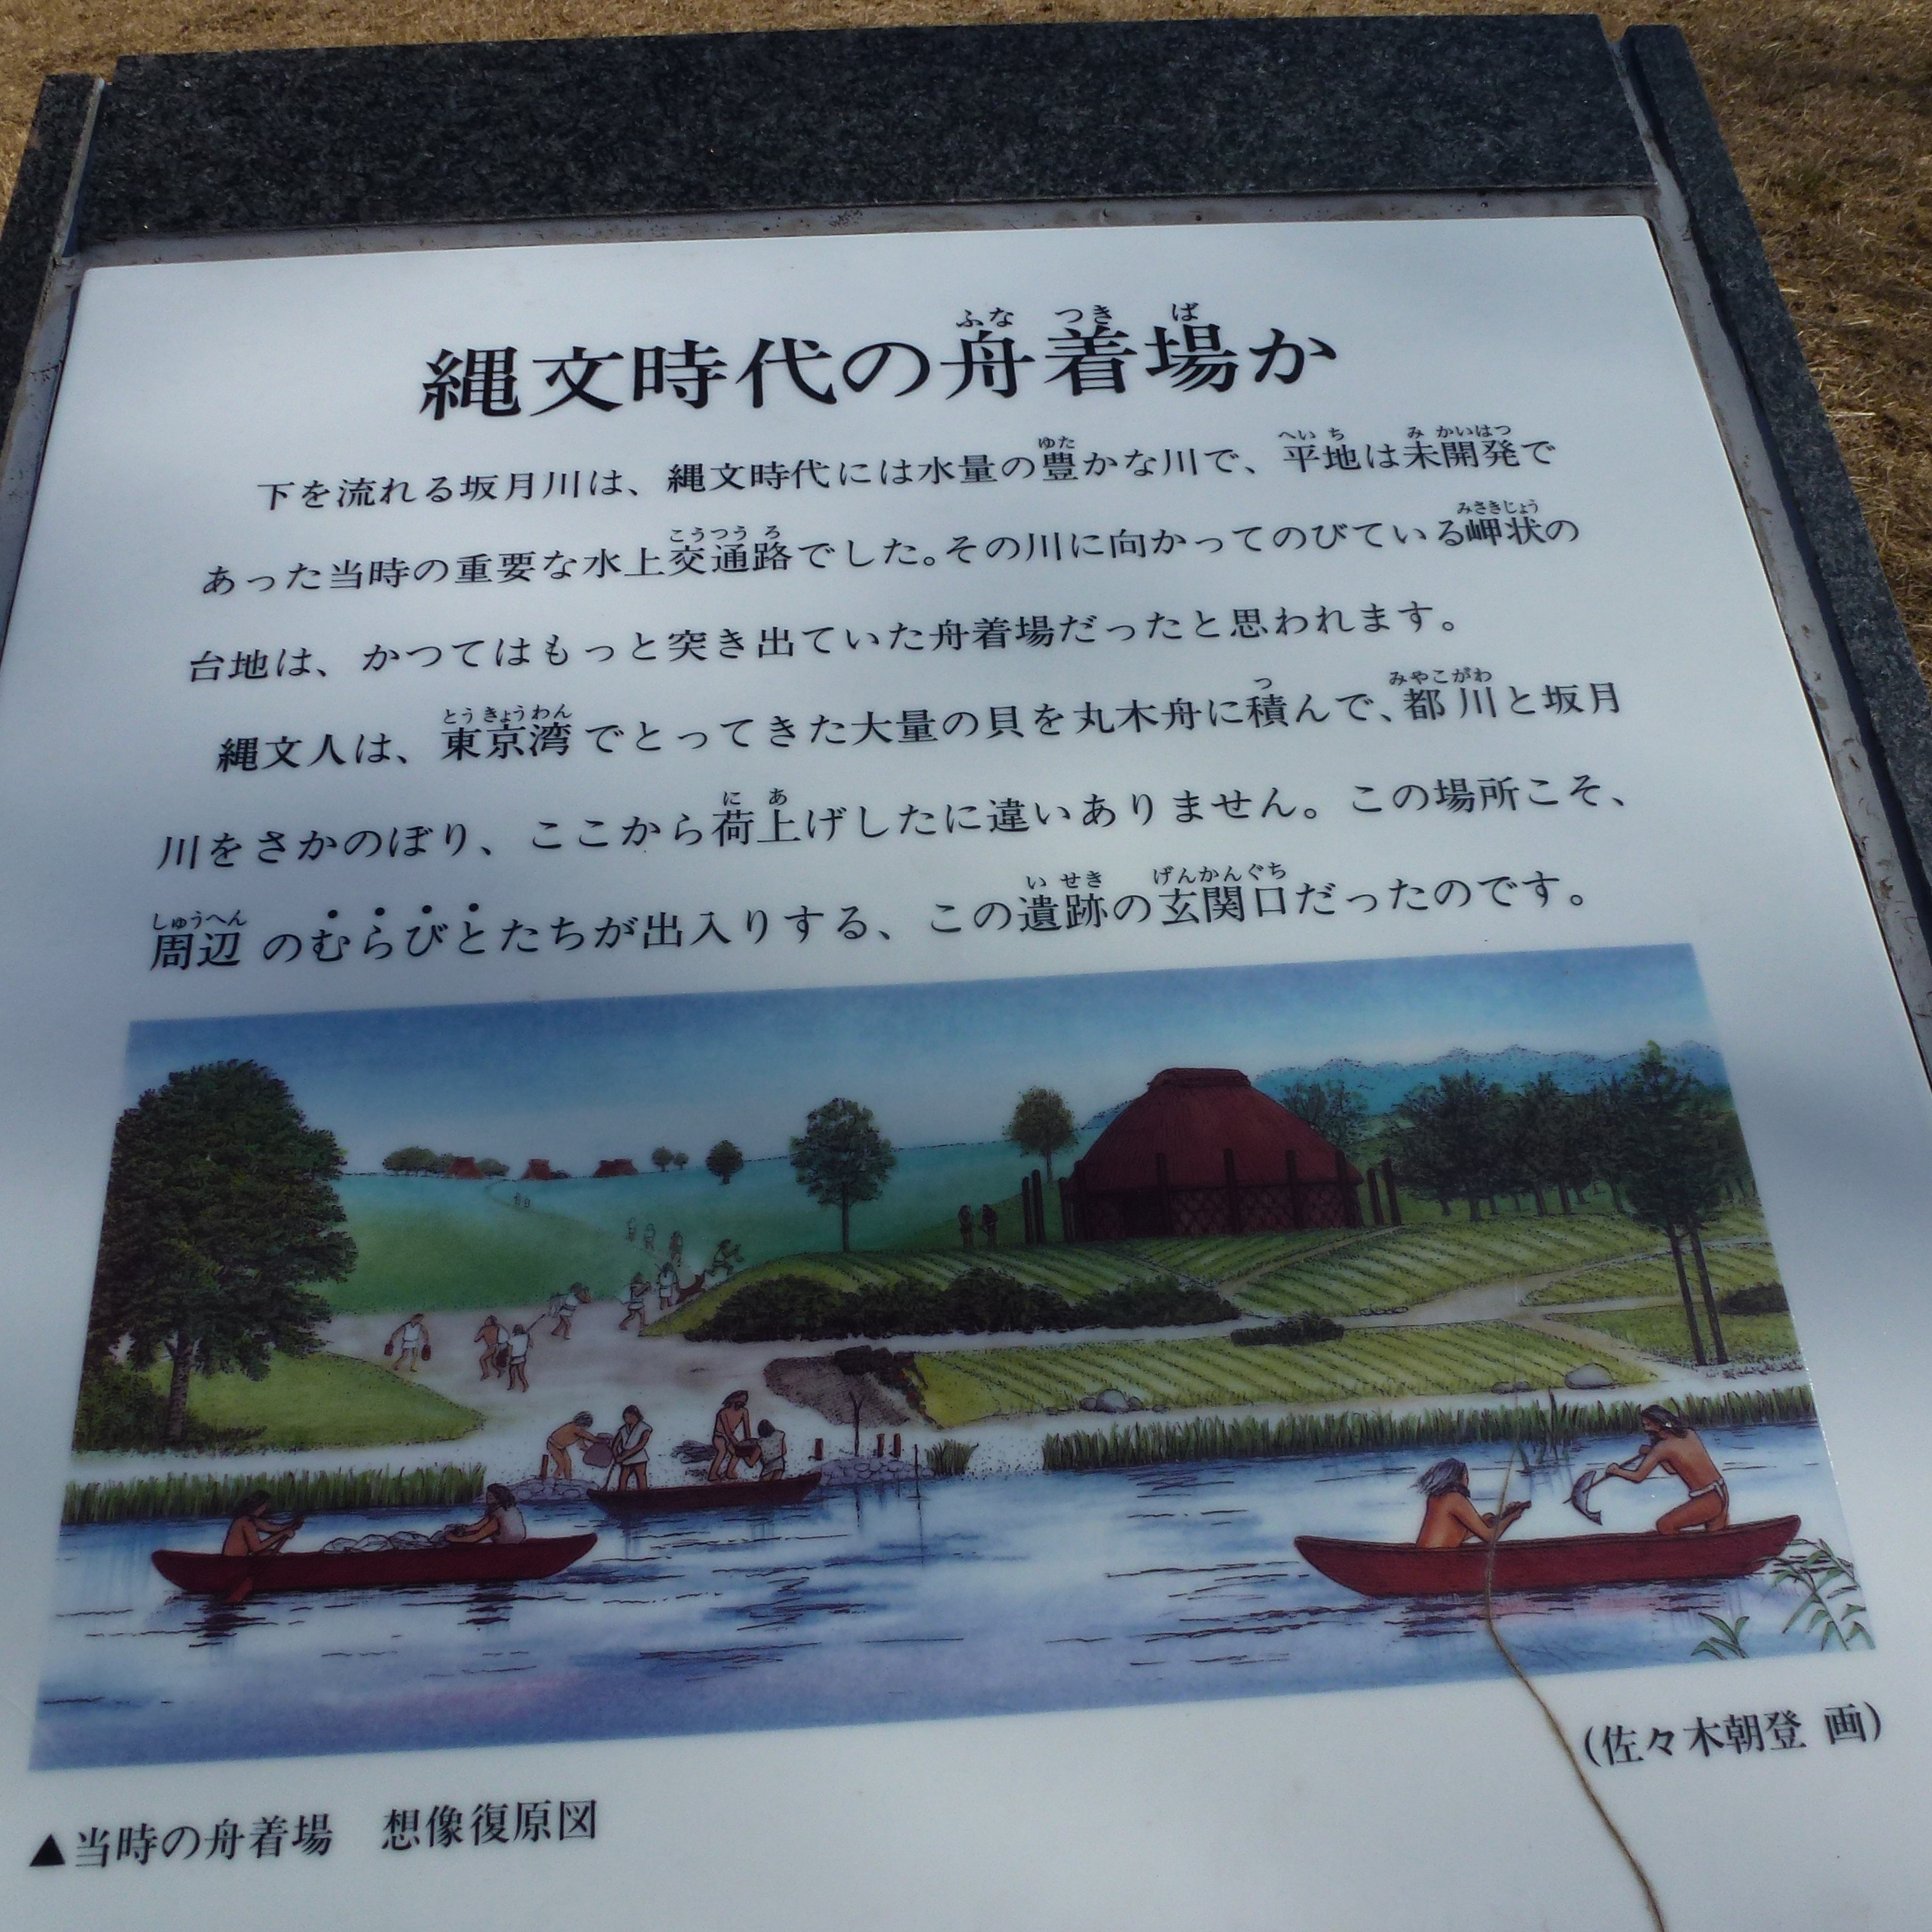 縄文時代の舟着場か
下を流れる坂月川は、縄文時代には水量の豊かな川で、平地は未開発で
あった当時の重要な水上交通路でした。その川に向かってのびている岬状の
台地は、かつてはもっと突き出ていた舟着場だったと思われます。
縄文人は、東京湾でとってきた大量の貝を丸木舟に積んで、都川と坂月
川をさかのぼり、ここから荷上げしたに違いありません。この場所こそ、
周辺のむらびとたちが出入りする、この遺跡の玄関口だったのです。
(佐々木朝登 画)
▲当時の舟着場 想像復原図